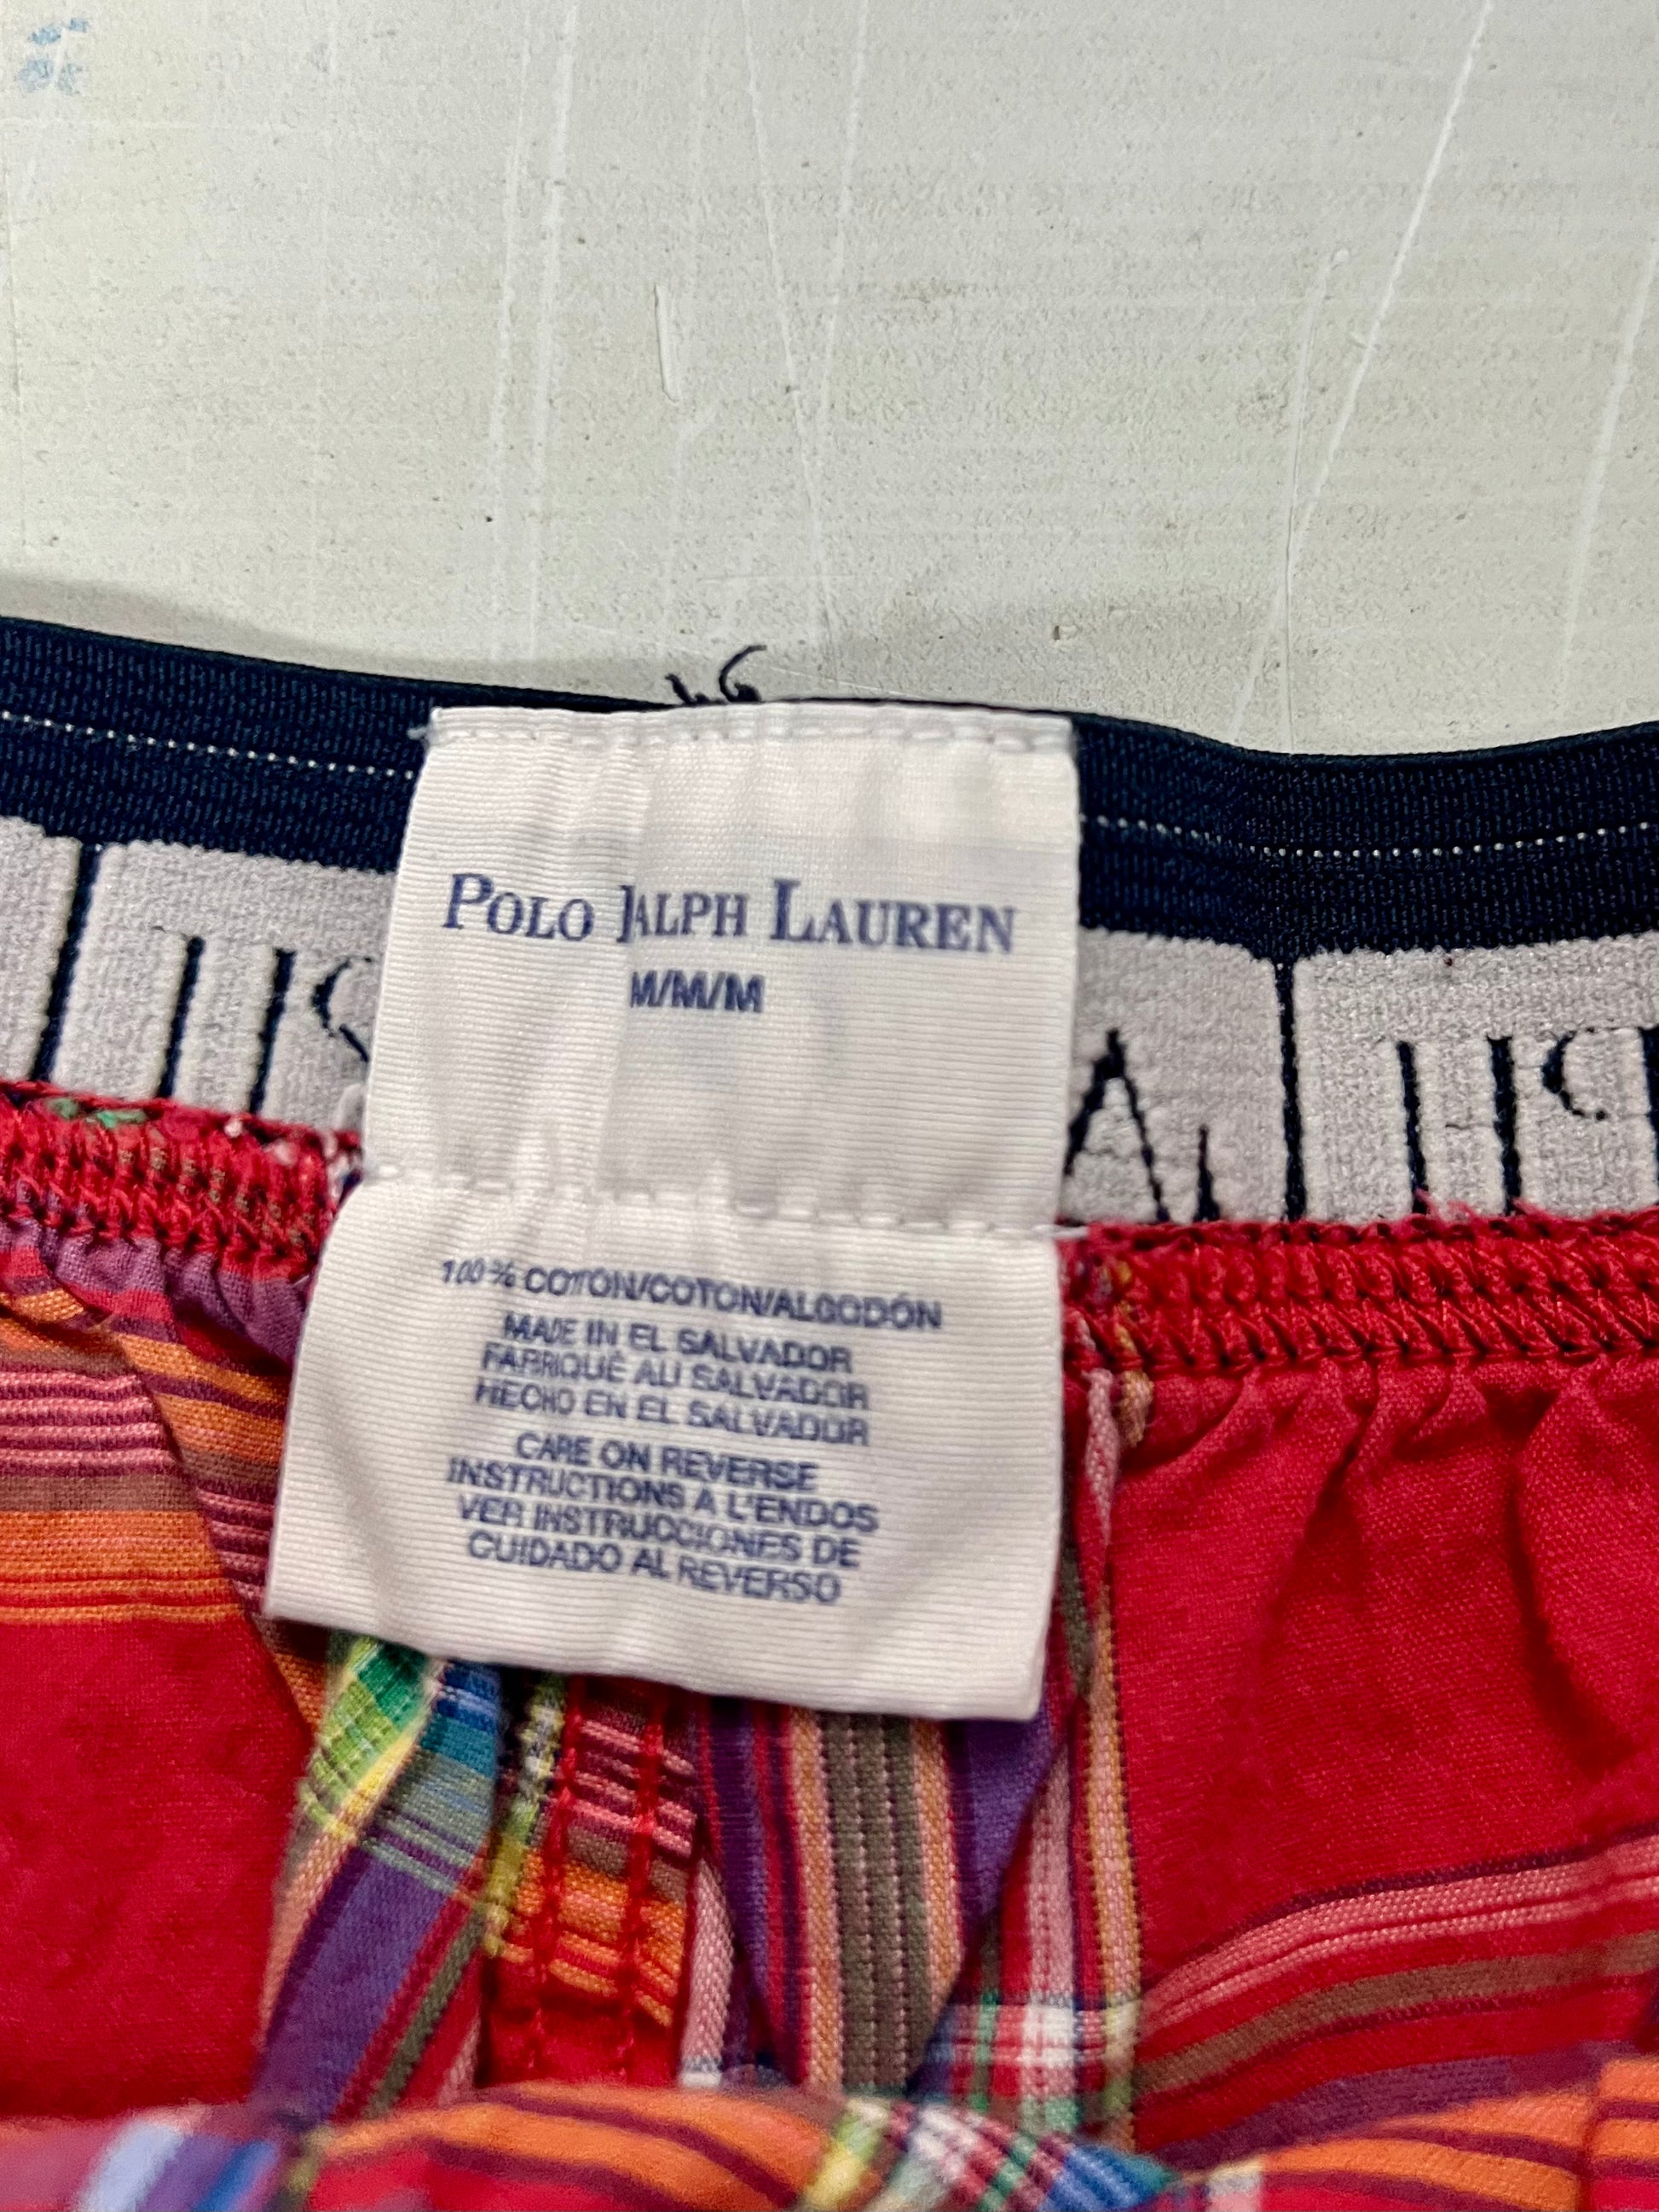 POLO RALPH LAUREN
M/M/M
100% COTON/COTON/ALGODÓN
MADE IN EL SALVADOR
FABRIQUÉ AU SALVADOR
HECHO EN EL SALVADOR
CARE ON REVERSE
INSTRUCTIONS A L'ENDOS
VER INSTRUCCIONES DE
CUIDADO AL REVERSO